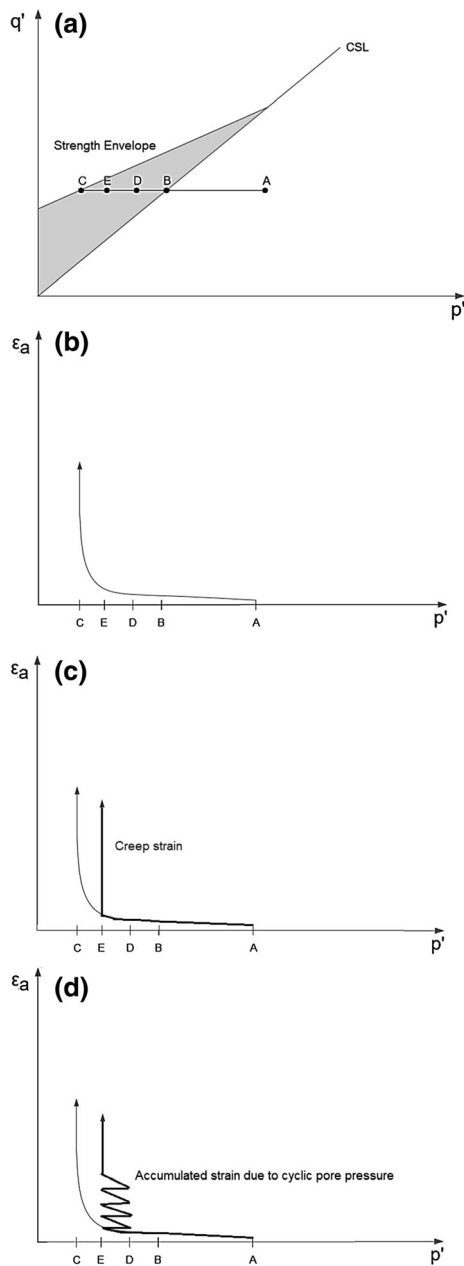 q' (a)
CSL
Strength Envelope
C E D B A
p'
εa (b)
C E D B A p'
εa (c)
Creep strain
C E D B A p'
εa (d)
Accumulated strain due to cyclic pore pressure
C E D B A p'